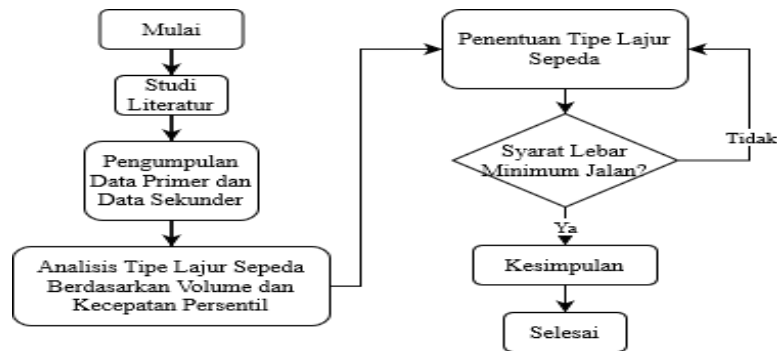 Mulai
Studi
Literatur
Pengumpulan
Data Primer dan
Data Sekunder
Analisis Tipe Lajur Sepeda
Berdasarkan Volume dan
Kecepatan Persentil
Penentuan Tipe Lajur
Sepeda
Syarat Lebar
Minimum Jalan?
Tidak
Ya
Kesimpulan
Selesai